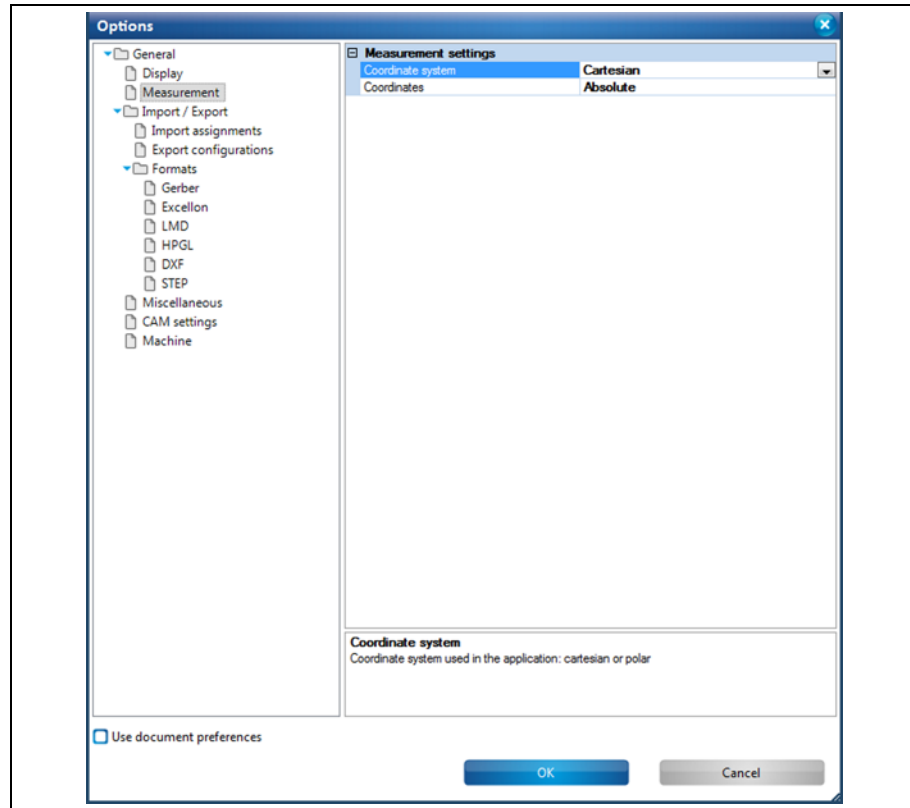 Options
General
Display
Measurement
Import / Export
Import assignments
Export configurations
Formats
Gerber
Excellon
LMD
HPGL
DXF
STEP
Miscellaneous
CAM settings
Machine
Measurement settings
Coordinate system Cartesian
Coordinates Absolute
Coordinate system
Coordinate system used in the application: cartesian or polar
Use document preferences
OK Cancel